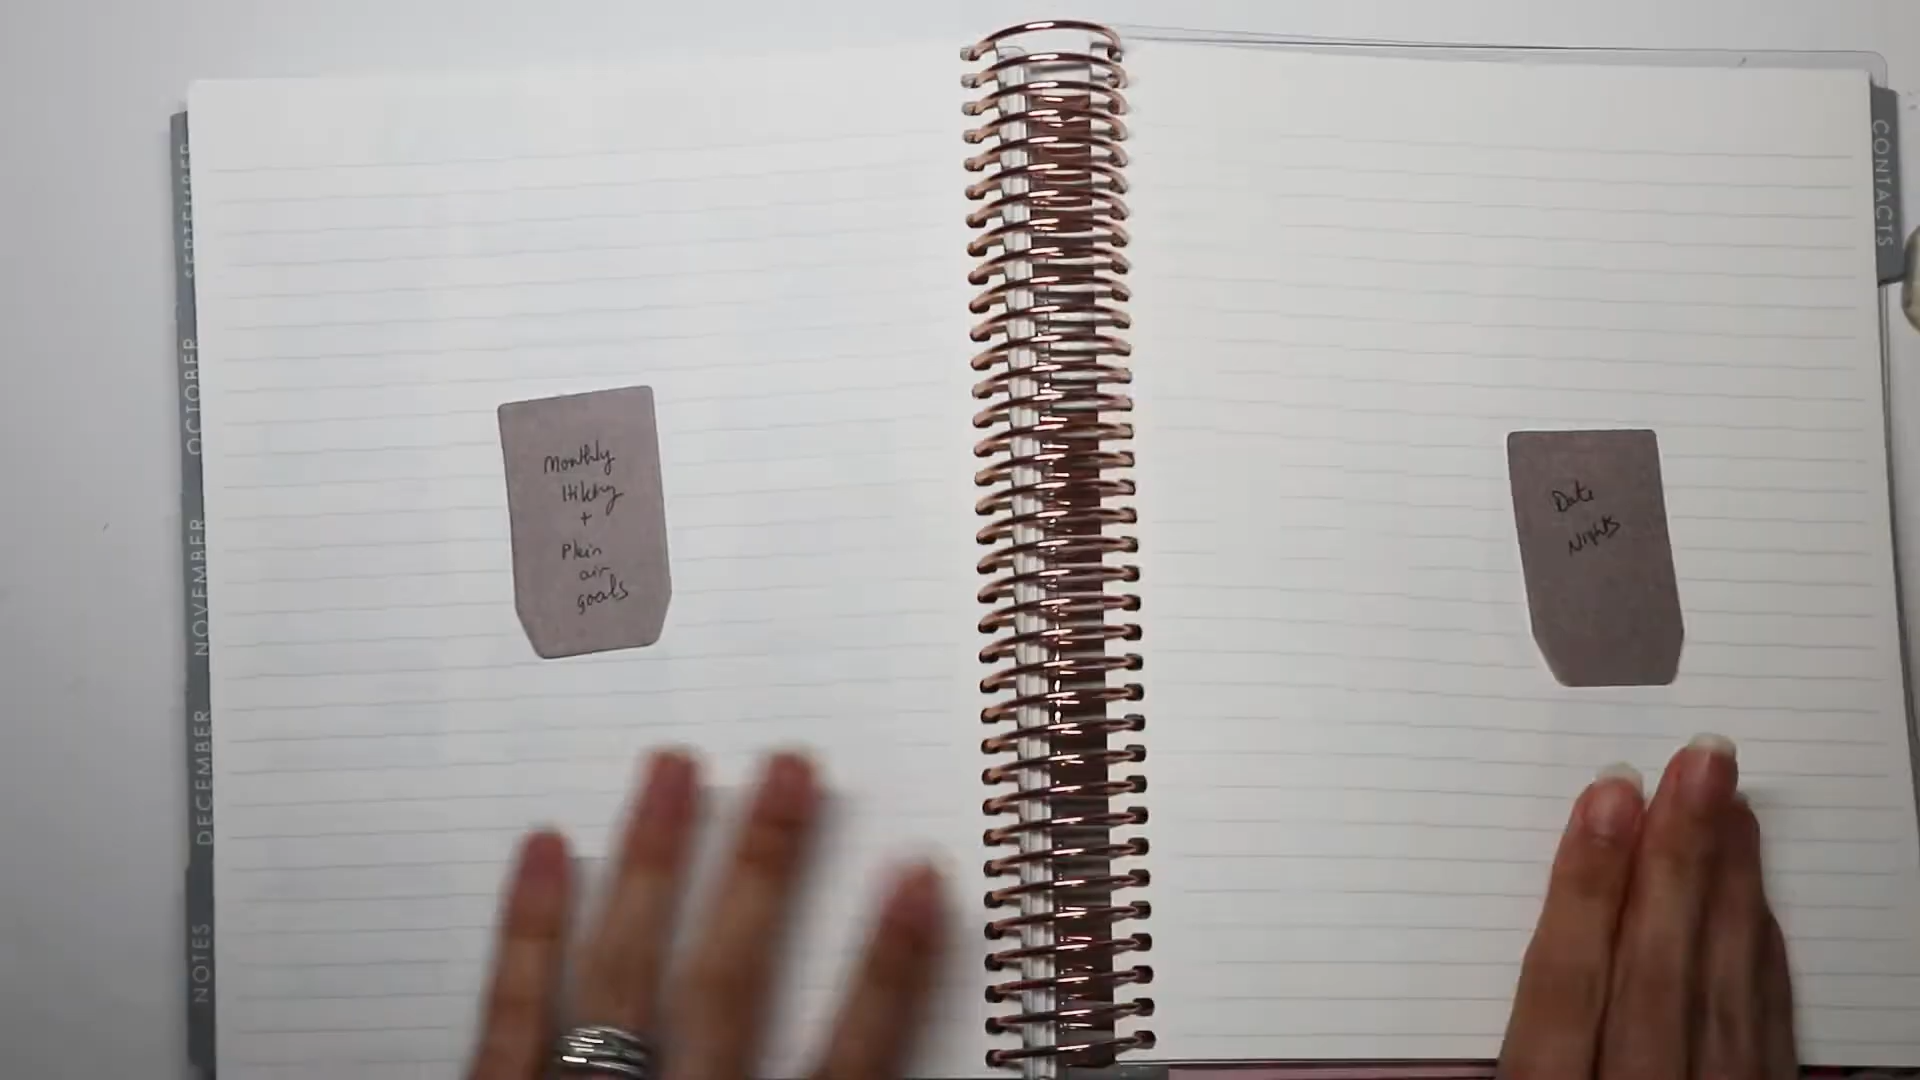 SEPTEMBER
OCTOBER
NOVEMBER
DECEMBER
NOTES
Monthly
Hiking
+
Plein
air
goals
Date
Nights
CONTACTS